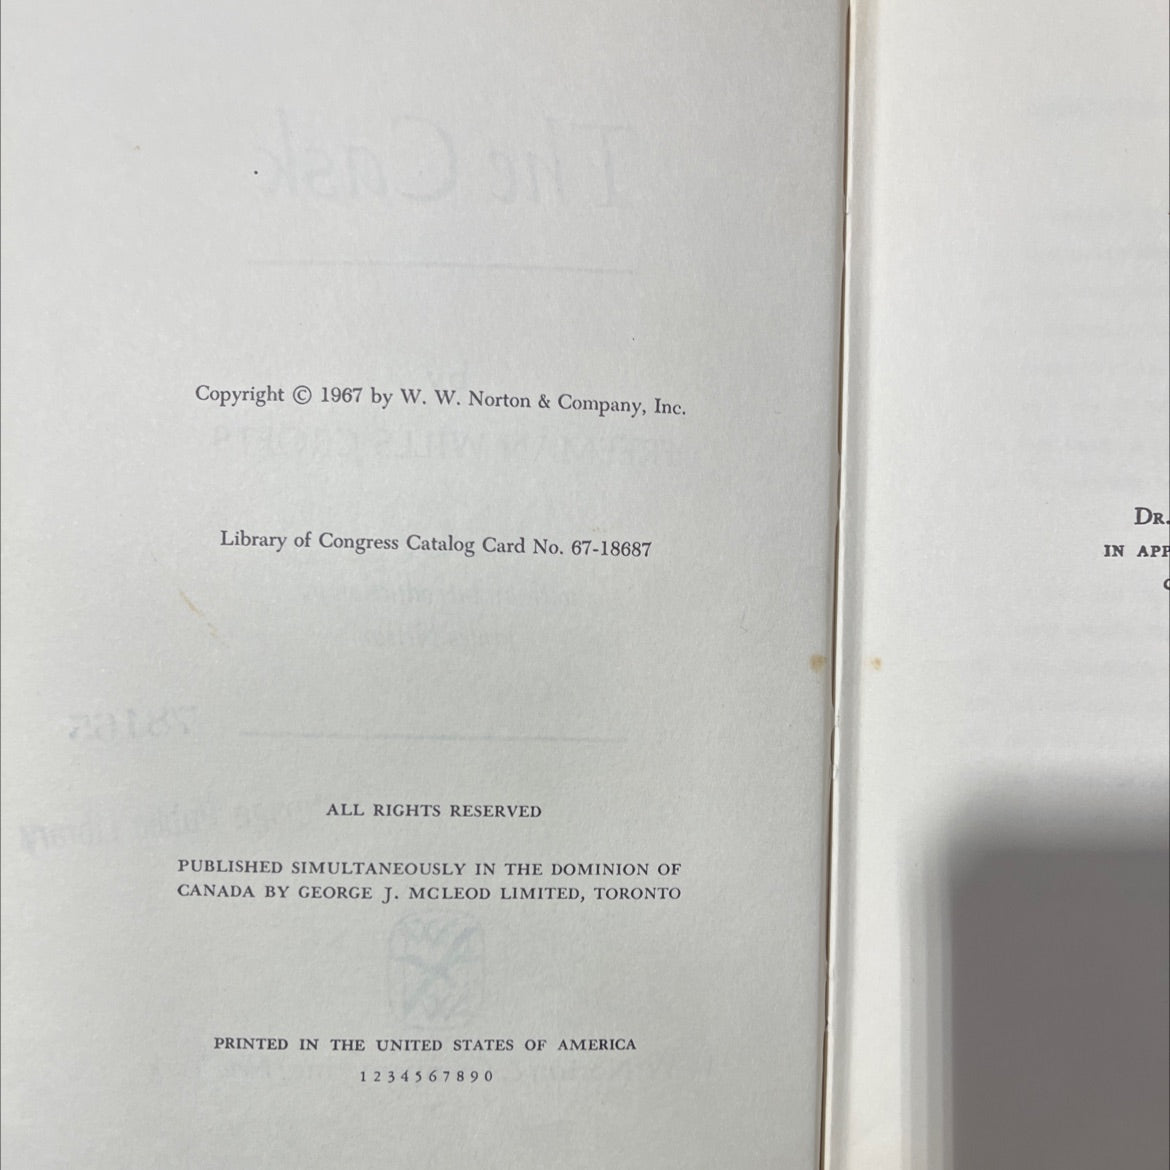 Copyright © 1967 by W. W. Norton & Company, Inc.
Library of Congress Catalog Card No. 67-18687
ALL RIGHTS RESERVED
PUBLISHED SIMULTANEOUSLY IN THE DOMINION OF
CANADA BY GEORGE J. MCLEOD LIMITED, TORONTO
PRINTED IN THE UNITED STATES OF AMERICA
1 2 3 4 5 6 7 8 9 0
DR.
IN APP